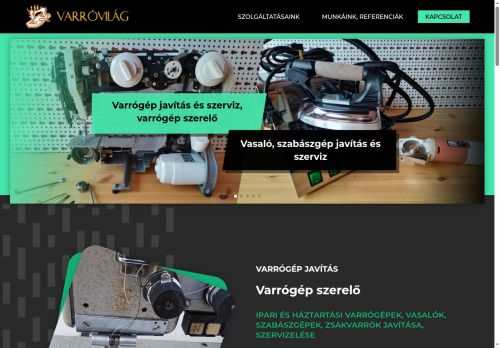 VARRÓVILÁG
SZOLGÁLTATÁSAINK
MUNKÁINK, REFERENCIÁK
KAPCSOLAT
Varrógép javítás és szerviz,
varrógép szerelő
Vasaló, szabászgép javítás és
szerviz
VARRÓGÉP JAVÍTÁS
Varrógép szerelő
IPARI ÉS HÁZTARTÁSI VARRÓGÉPEK, VASALÓK,
SZABÁSZGÉPEK, ZSÁKVARRÓK JAVÍTÁSA,
SZERVIZELÉSE